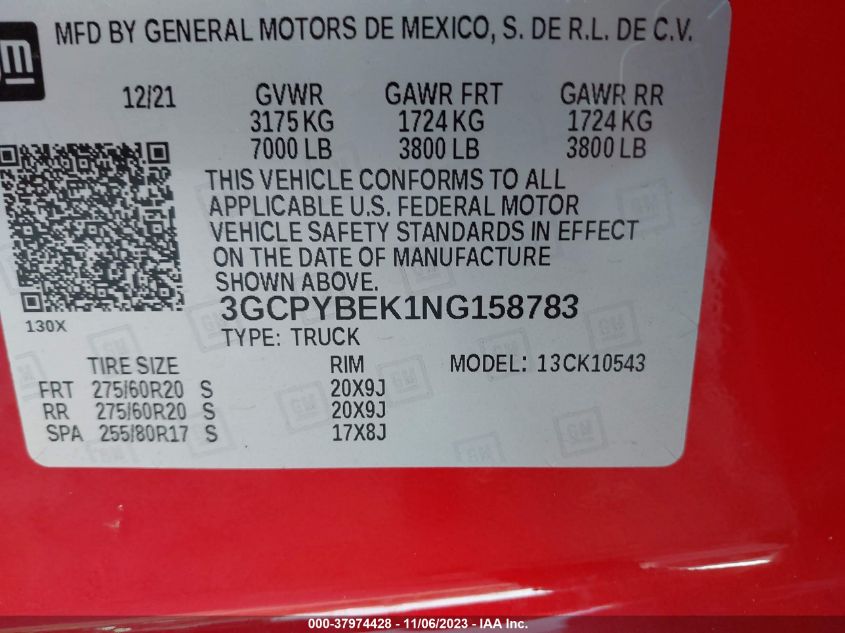 gm
MFD BY GENERAL MOTORS DE MEXICO, S. DE R.L. DE C.V.
12/21 GVWR GAWR FRT GAWR RR
3175 KG 1724 KG 1724 KG
7000 LB 3800 LB 3800 LB
THIS VEHICLE CONFORMS TO ALL
APPLICABLE U.S. FEDERAL MOTOR
VEHICLE SAFETY STANDARDS IN EFFECT
ON THE DATE OF MANUFACTURE
SHOWN ABOVE.
3GCPYBEK1NG158783
130X
TYPE: TRUCK
TIRE SIZE RIM MODEL: 13CK10543
FRT 275/60R20 S 20X9J
RR 275/60R20 S 20X9J
SPA 255/80R17 S 17X8J
000-37974428 | 11/06/2023 | IAA Inc.